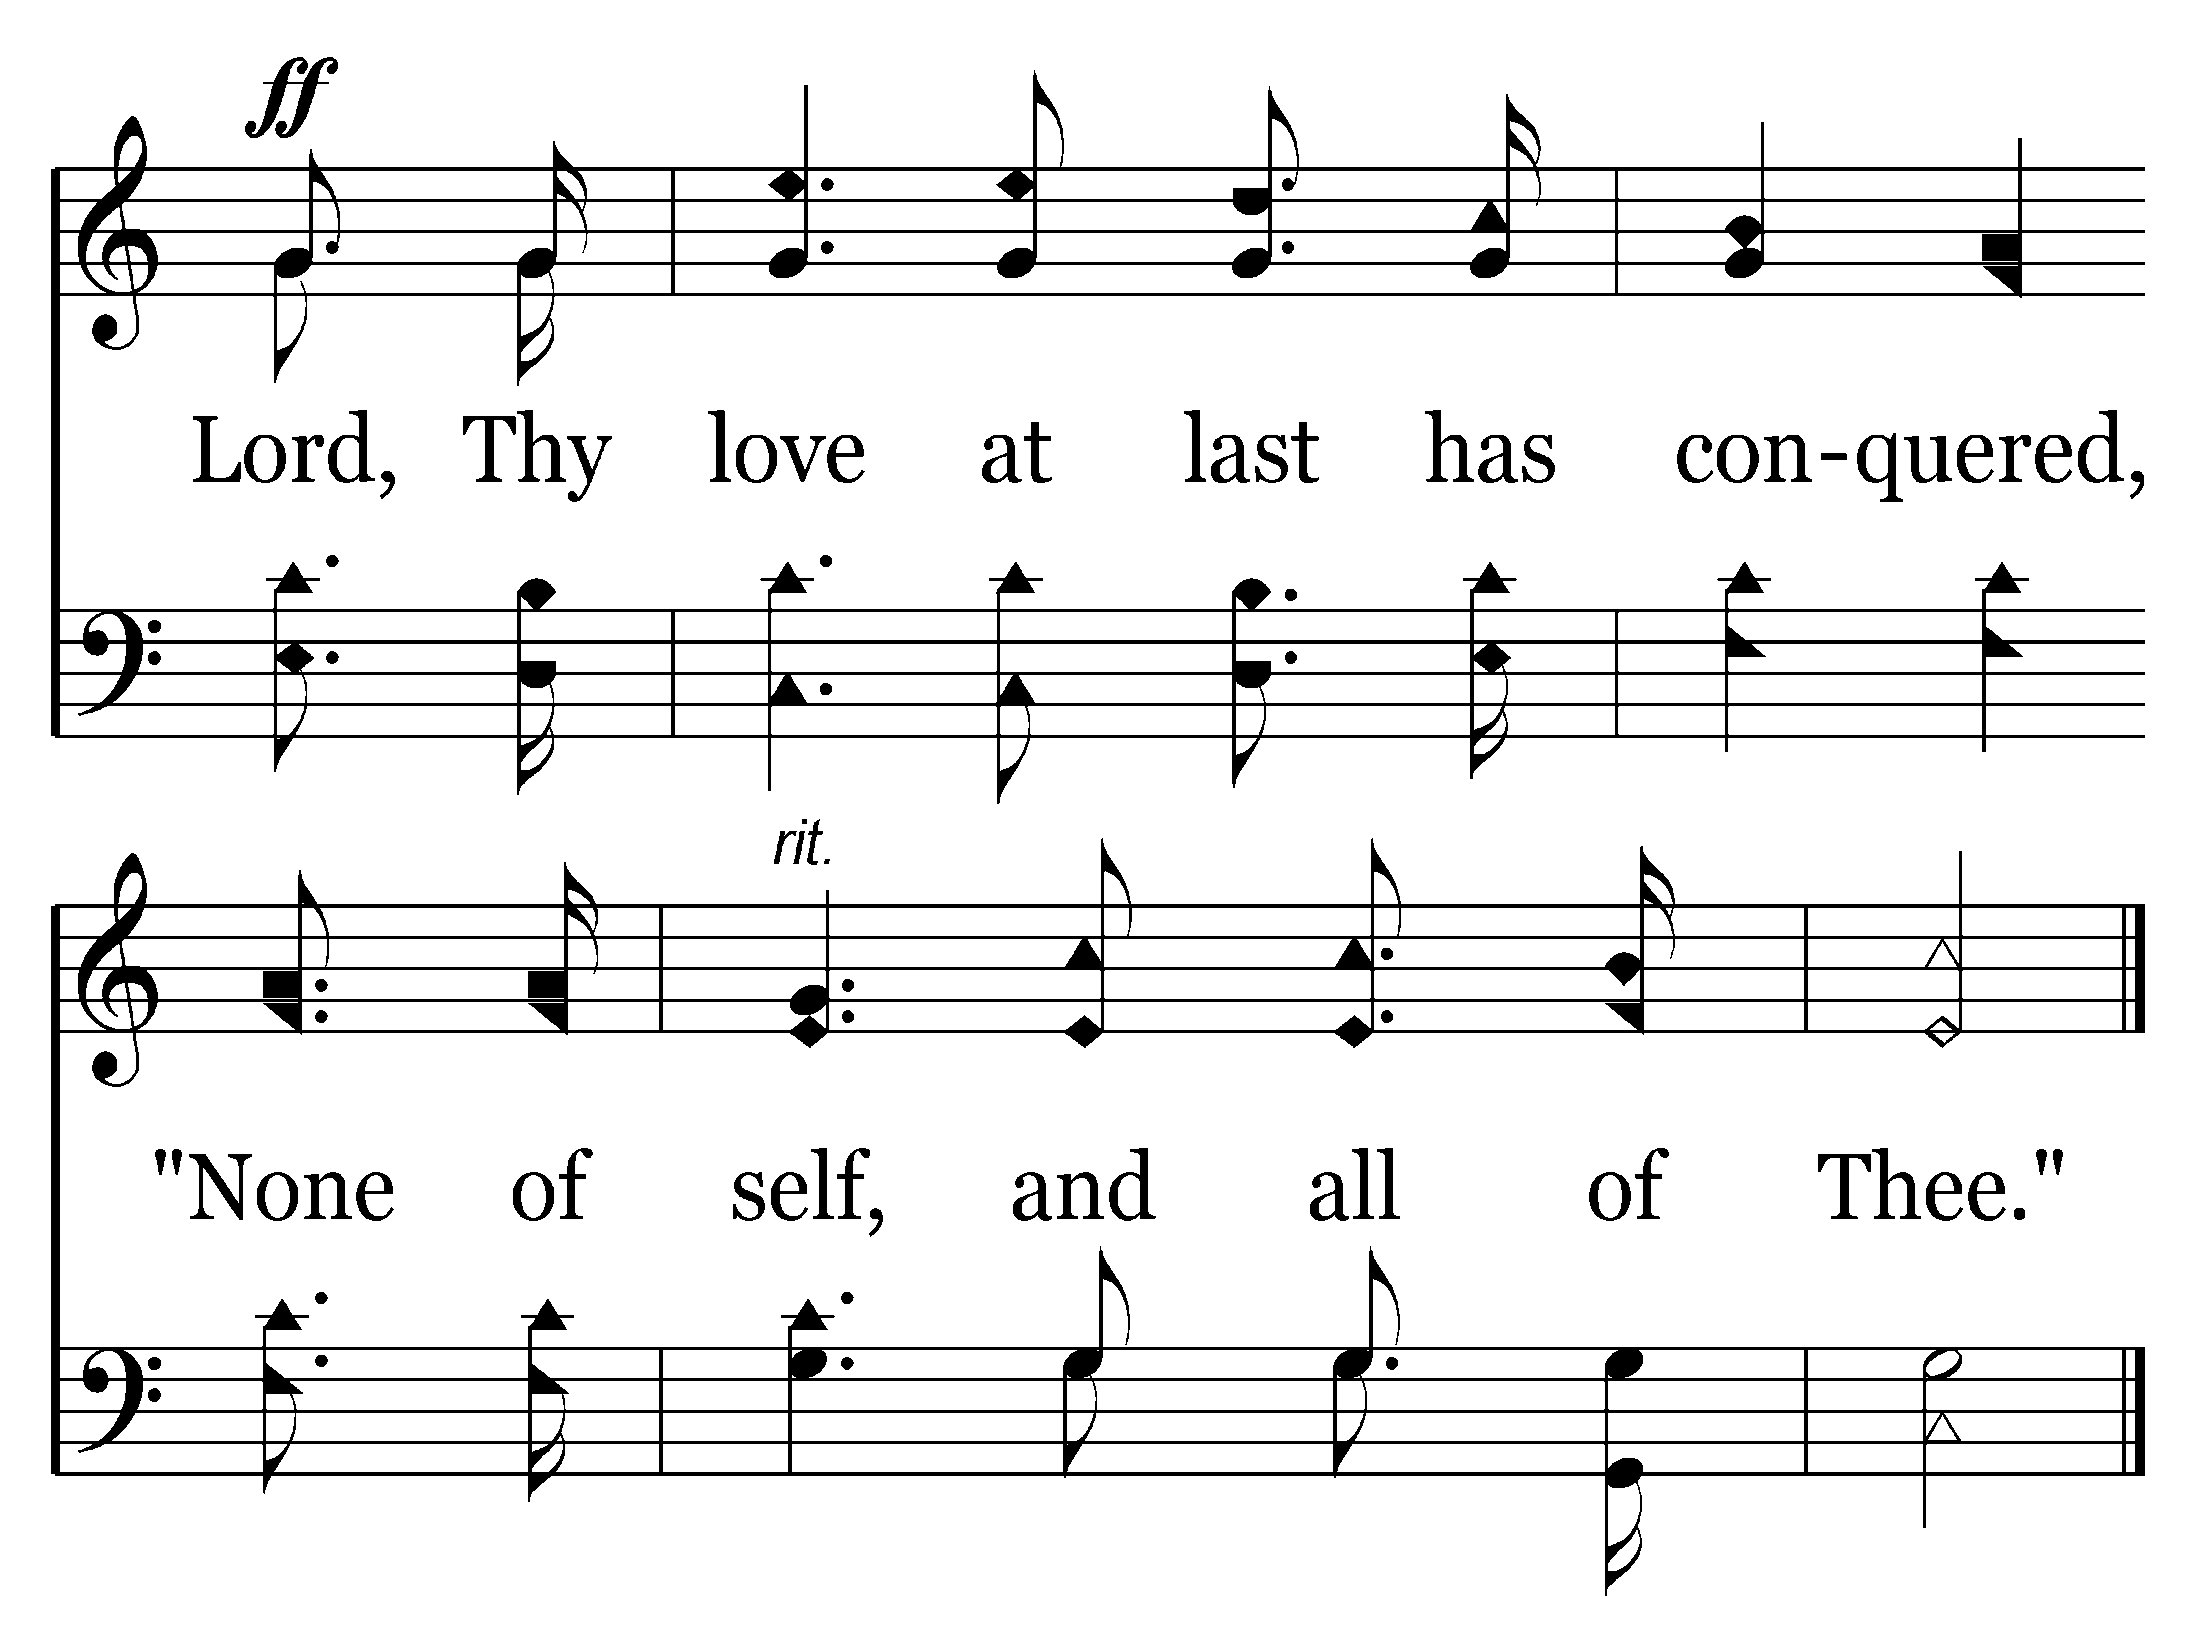 ff
Lord, Thy love at last has con-quered,
rit.
"None of self, and all of Thee."